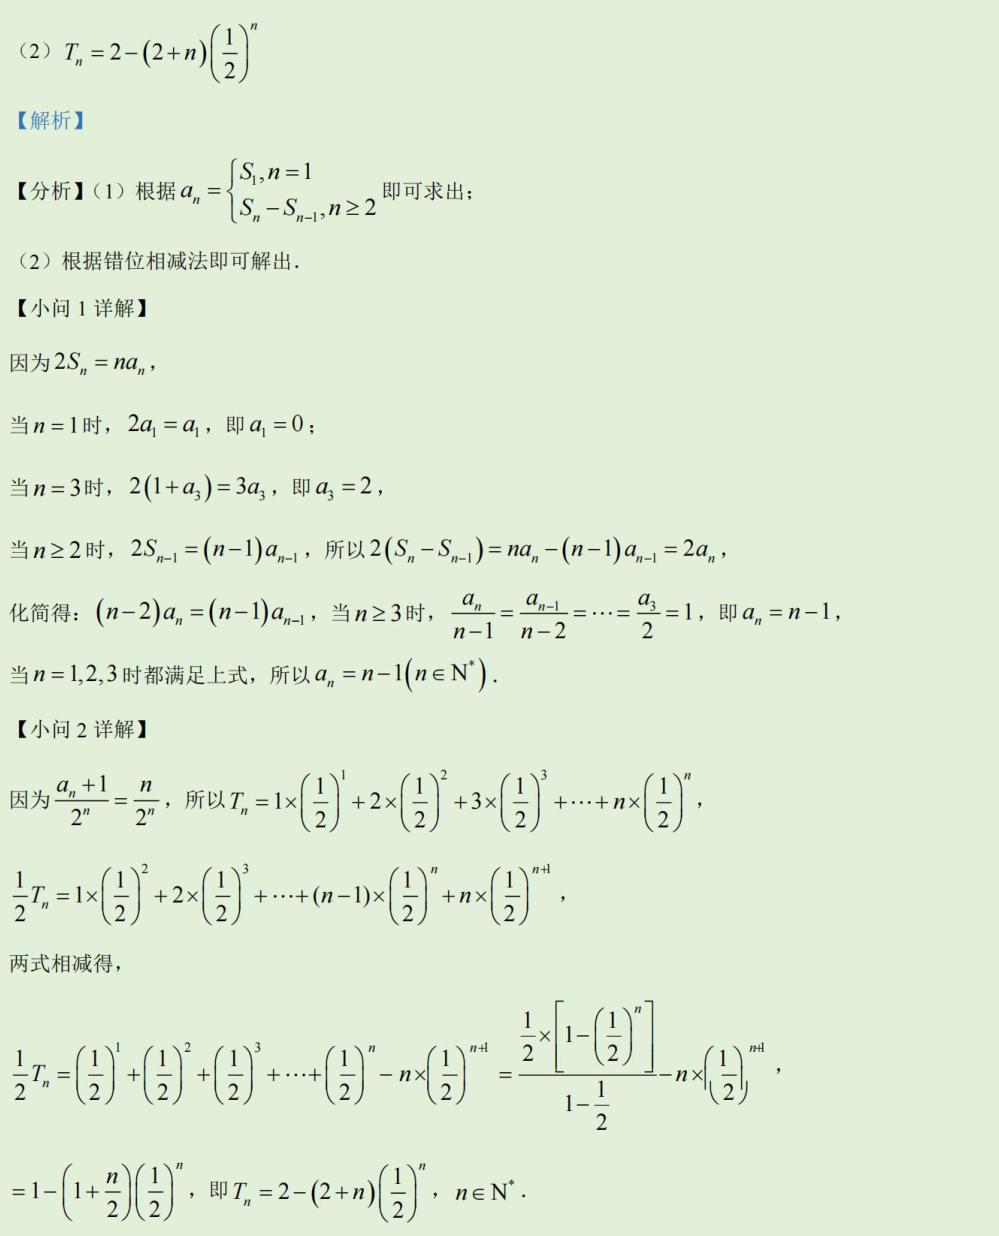 （2）$T_n = 2-(2+n)\left(\frac{1}{2}\right)^n$
【解析】
【分析】（1）根据 $a_n = \begin{cases} S_1, n=1 \\ S_n - S_{n-1}, n \geq 2 \end{cases}$ 即可求出；
（2）根据错位相减法即可解出．
【小问 1 详解】
因为 $2S_n = na_n$，
当 $n=1$ 时，$2a_1 = a_1$，即 $a_1 = 0$；
当 $n=3$ 时，$2(1+a_3) = 3a_3$，即 $a_3 = 2$，
当 $n \geq 2$ 时，$2S_{n-1} = (n-1)a_{n-1}$，所以 $2(S_n - S_{n-1}) = na_n - (n-1)a_{n-1} = 2a_n$，
化简得：$(n-2)a_n = (n-1)a_{n-1}$，当 $n \geq 3$ 时，$\frac{a_n}{n-1} = \frac{a_{n-1}}{n-2} = \cdots = \frac{a_3}{2} = 1$，即 $a_n = n-1$，
当 $n=1,2,3$ 时都满足上式，所以 $a_n = n-1(n \in \mathrm{N}^*)$．
【小问 2 详解】
因为 $\frac{a_n+1}{2^n} = \frac{n}{2^n}$，所以 $T_n = 1\times\left(\frac{1}{2}\right)^1 + 2\times\left(\frac{1}{2}\right)^2 + 3\times\left(\frac{1}{2}\right)^3 + \cdots + n\times\left(\frac{1}{2}\right)^n$，
$\frac{1}{2}T_n = 1\times\left(\frac{1}{2}\right)^2 + 2\times\left(\frac{1}{2}\right)^3 + \cdots + (n-1)\times\left(\frac{1}{2}\right)^n + n\times\left(\frac{1}{2}\right)^{n+1}$，
两式相减得，
$\frac{1}{2}T_n = \left(\frac{1}{2}\right)^1 + \left(\frac{1}{2}\right)^2 + \left(\frac{1}{2}\right)^3 + \cdots + \left(\frac{1}{2}\right)^n - n\times\left(\frac{1}{2}\right)^{n+1} = \frac{\frac{1}{2}\times\left[1-\left(\frac{1}{2}\right)^n\right]}{1-\frac{1}{2}} - n\times\left(\frac{1}{2}\right)^{n+1}$，
$= 1-\left(1+\frac{n}{2}\right)\left(\frac{1}{2}\right)^n$，即 $T_n = 2-(2+n)\left(\frac{1}{2}\right)^n$，$n \in \mathrm{N}^*$．